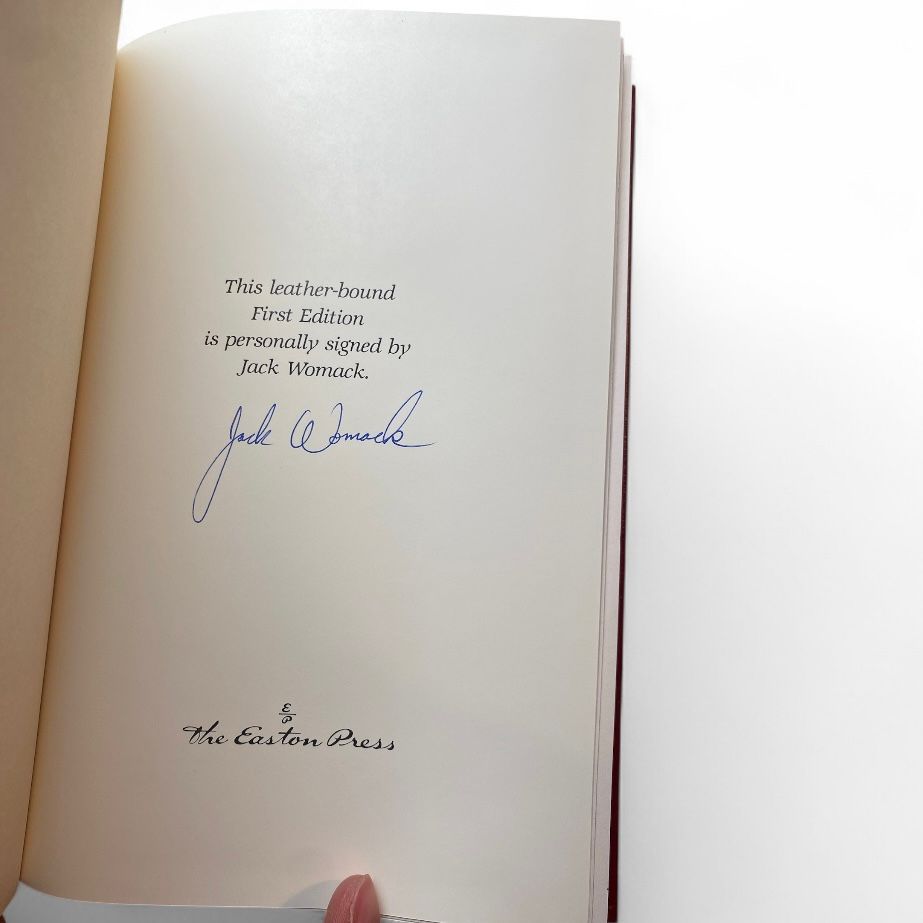 This leather-bound
First Edition
is personally signed by
Jack Womack.
Jack Womack
E
P
the Easton Press